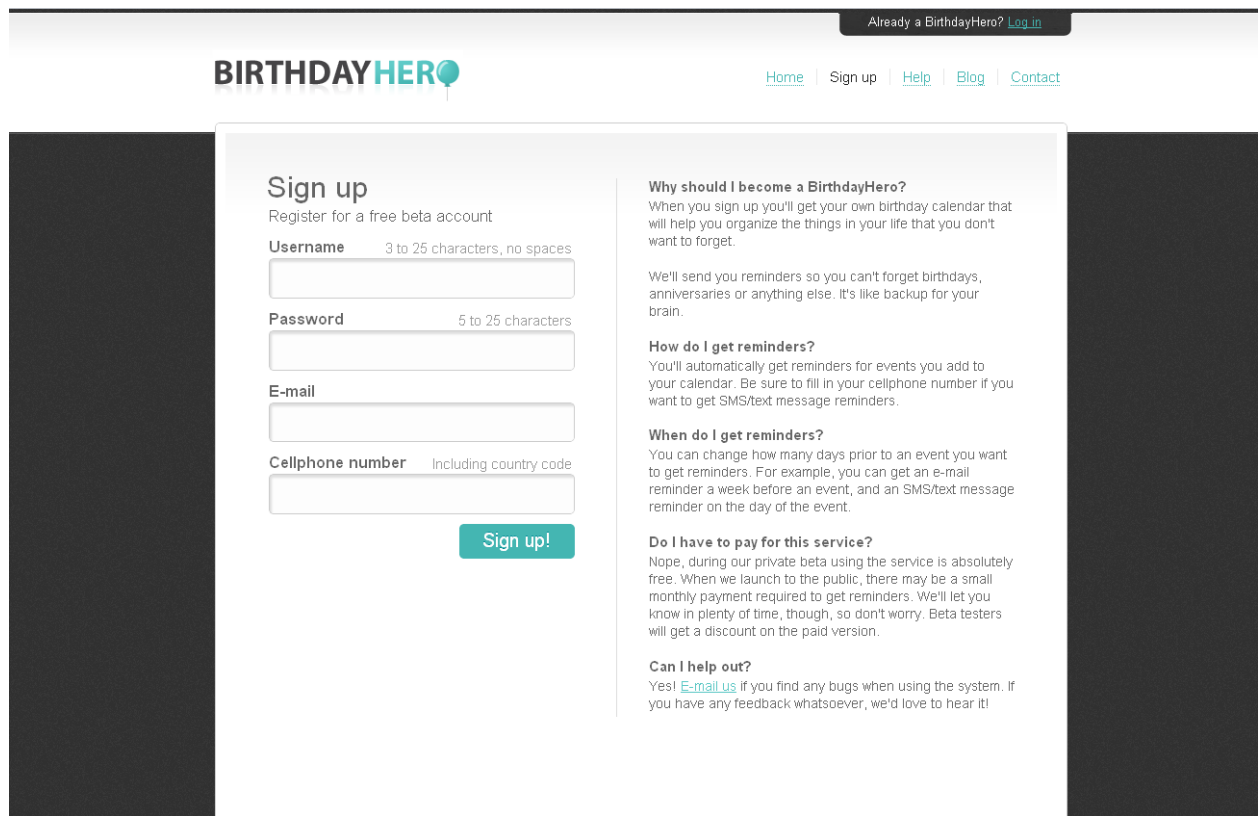 Already a BirthdayHero? Log in
BIRTHDAYHERO
Home
Sign up
Help
Blog
Contact
Sign up
Register for a free beta account
Username 3 to 25 characters, no spaces
Password 5 to 25 characters
E-mail
Cellphone number Including country code
Sign up!
Why should I become a BirthdayHero?
When you sign up you'll get your own birthday calendar that
will help you organize the things in your life that you don't
want to forget.
We'll send you reminders so you can't forget birthdays,
anniversaries or anything else. It's like backup for your
brain.
How do I get reminders?
You'll automatically get reminders for events you add to
your calendar. Be sure to fill in your cellphone number if you
want to get SMS/text message reminders.
When do I get reminders?
You can change how many days prior to an event you want
to get reminders. For example, you can get an e-mail
reminder a week before an event, and an SMS/text message
reminder on the day of the event.
Do I have to pay for this service?
Nope, during our private beta using the service is absolutely
free. When we launch to the public, there may be a small
monthly payment required to get reminders. We'll let you
know in plenty of time, though, so don't worry. Beta testers
will get a discount on the paid version.
Can I help out?
Yes! E-mail us if you find any bugs when using the system. If
you have any feedback whatsoever, we'd love to hear it!